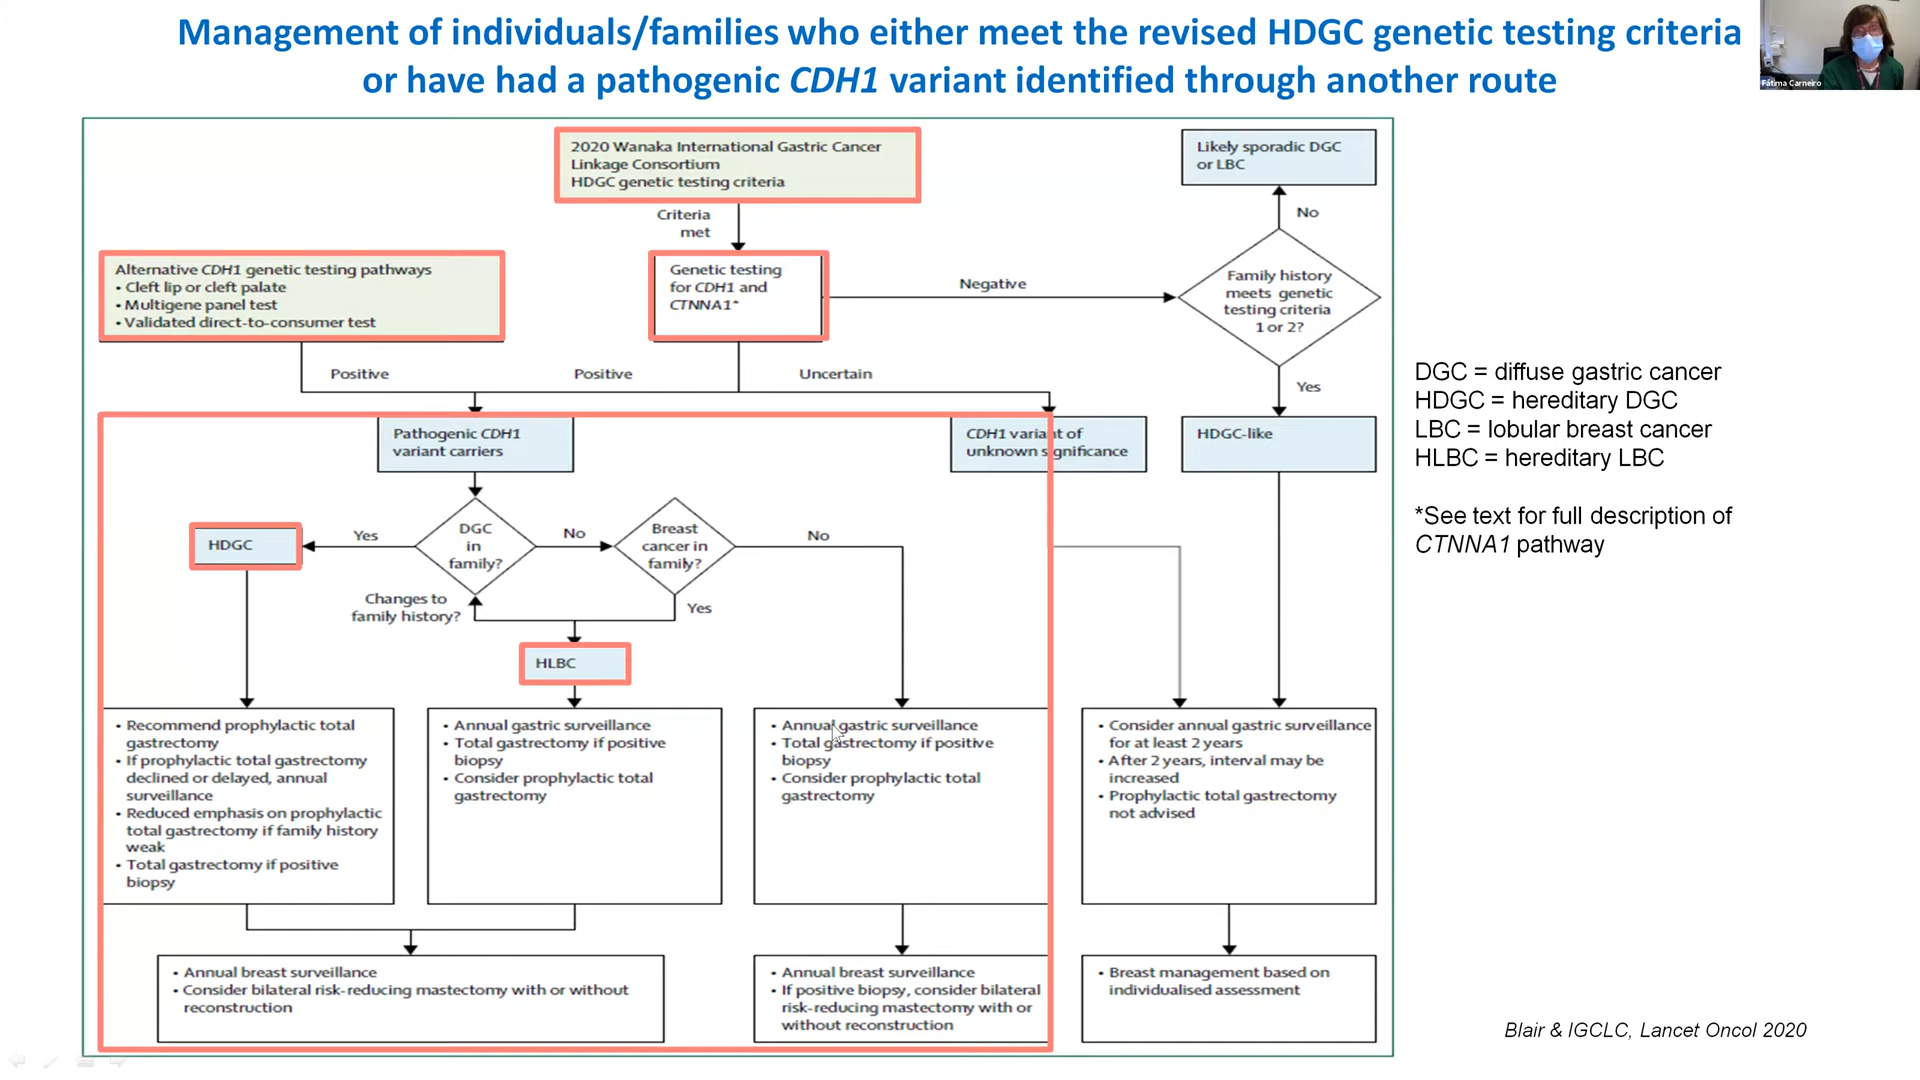 Management of individuals/families who either meet the revised HDGC genetic testing criteria
or have had a pathogenic CDH1 variant identified through another route
Fátima Carneiro
2020 Wanaka International Gastric Cancer
Linkage Consortium
HDGC genetic testing criteria
Likely sporadic DGC
or LBC
Criteria
met
No
Alternative CDH1 genetic testing pathways
• Cleft lip or cleft palate
• Multigene panel test
• Validated direct-to-consumer test
Genetic testing
for CDH1 and
CTNNA1*
Negative
Family history
meets genetic
testing criteria
1 or 2?
Positive
Positive
Uncertain
Yes
DGC = diffuse gastric cancer
HDGC = hereditary DGC
LBC = lobular breast cancer
HLBC = hereditary LBC
*See text for full description of
CTNNA1 pathway
Pathogenic CDH1
variant carriers
CDH1 variant of
unknown significance
HDGC-like
HDGC
Yes
DGC
in
family?
No
Breast
cancer in
family?
No
Changes to
family history?
Yes
HLBC
• Recommend prophylactic total
gastrectomy
• If prophylactic total gastrectomy
declined or delayed, annual
surveillance
• Reduced emphasis on prophylactic
total gastrectomy if family history
weak
• Total gastrectomy if positive
biopsy
• Annual gastric surveillance
• Total gastrectomy if positive
biopsy
• Consider prophylactic total
gastrectomy
• Annual gastric surveillance
• Total gastrectomy if positive
biopsy
• Consider prophylactic total
gastrectomy
• Consider annual gastric surveillance
for at least 2 years
• After 2 years, interval may be
increased
• Prophylactic total gastrectomy
not advised
• Annual breast surveillance
• Consider bilateral risk-reducing mastectomy with or without
reconstruction
• Annual breast surveillance
• If positive biopsy, consider bilateral
risk-reducing mastectomy with or
without reconstruction
• Breast management based on
individualised assessment
Blair & IGCLC, Lancet Oncol 2020